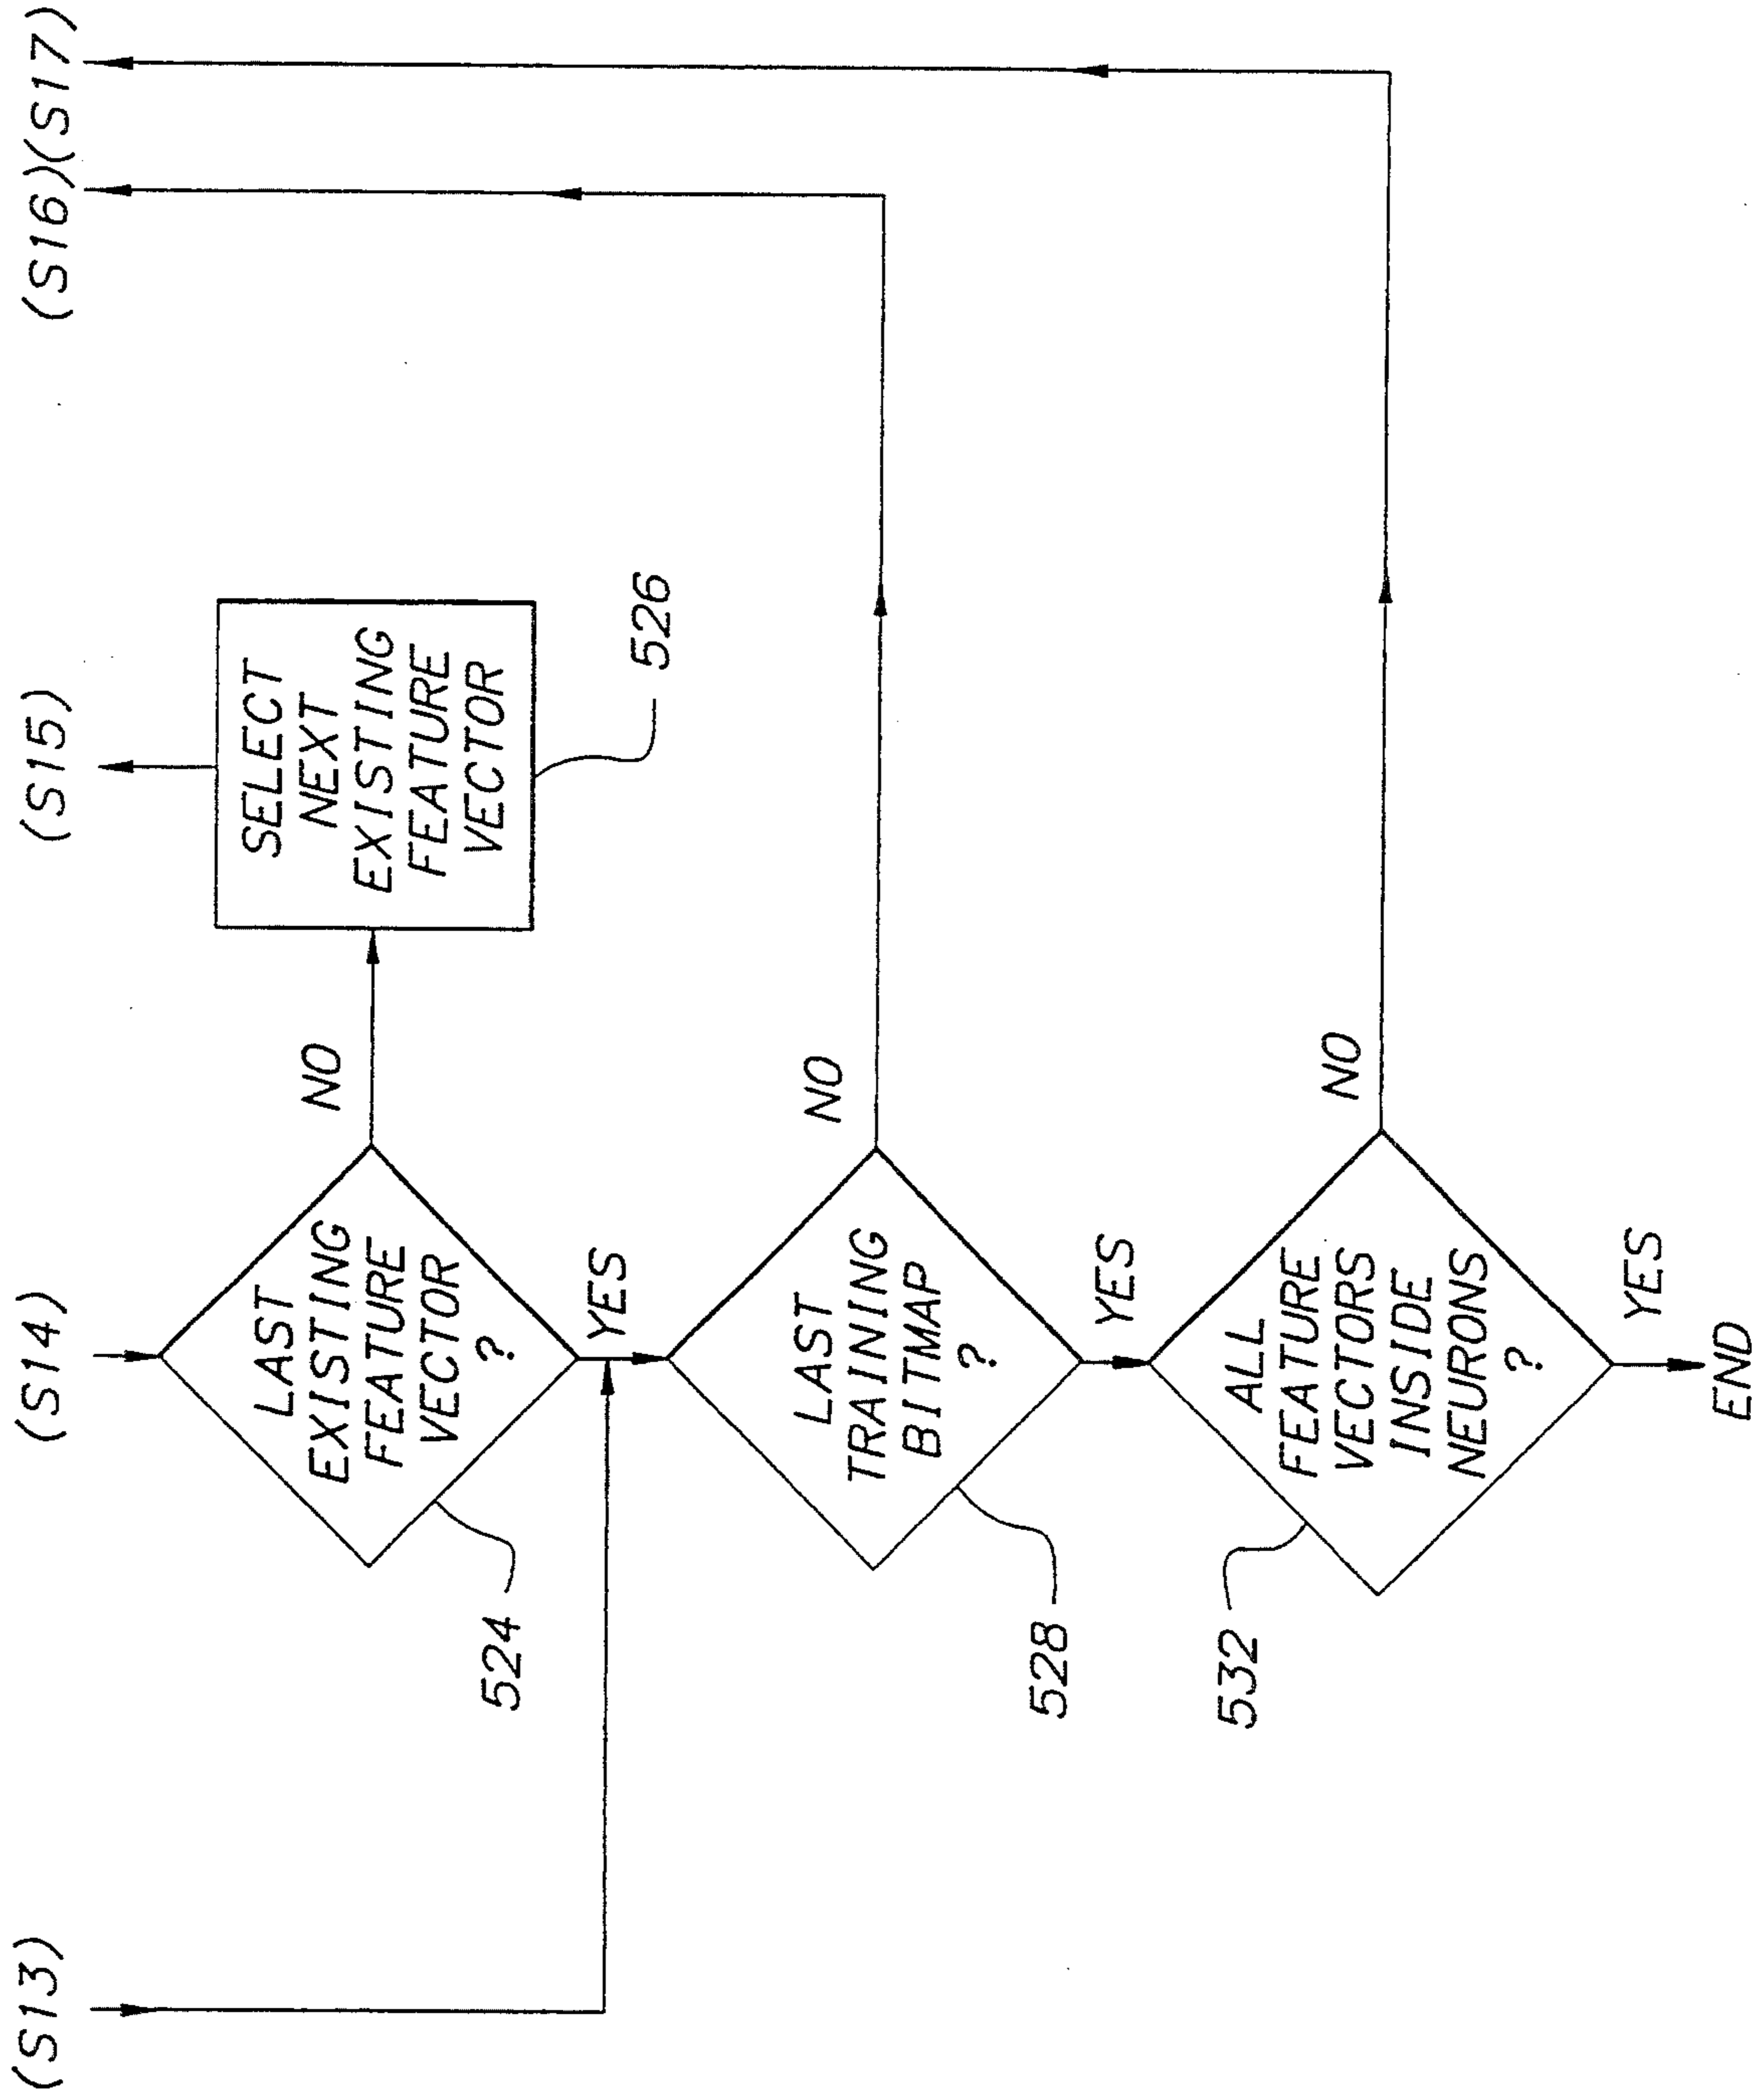 (S13)
(S14)
(S15)
(S16)(S17)
LAST
EXISTING
FEATURE
VECTOR
?
524
NO
SELECT
NEXT
EXISTING
FEATURE
VECTOR
526
YES
LAST
TRAINING
BITMAP
?
528
NO
YES
ALL
FEATURE
VECTORS
INSIDE
NEURONS
?
532
NO
YES
END